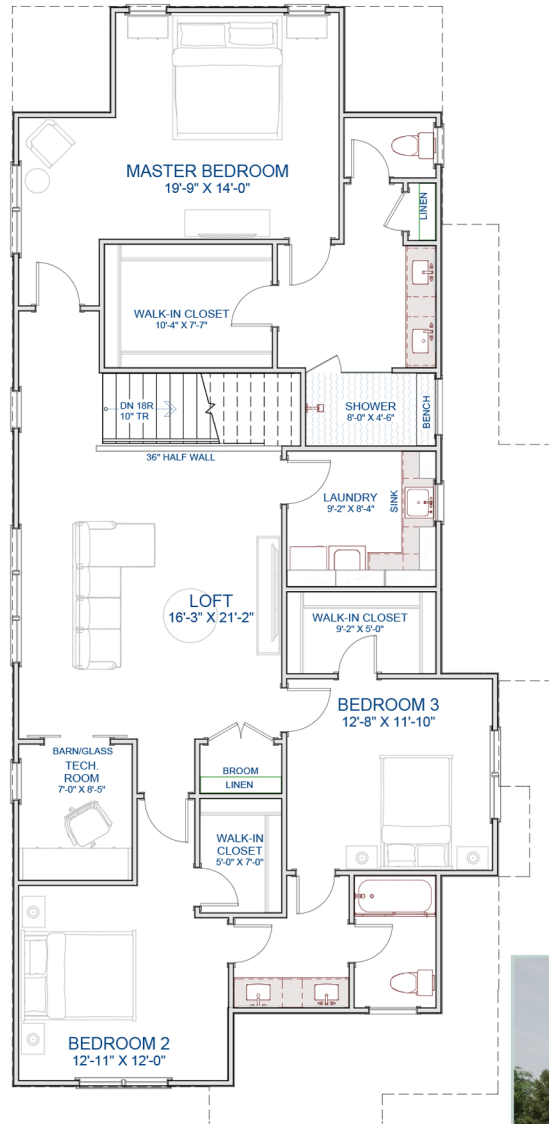 MASTER BEDROOM
19'-9" X 14'-0"
LINEN
WALK-IN CLOSET
10'-4" X 7'-7"
DN 18R
10" TR
SHOWER
8'-0" X 4'-6"
BENCH
36" HALF WALL
LAUNDRY
9'-2" X 8'-4"
SINK
LOFT
16'-3" X 21'-2"
WALK-IN CLOSET
9'-2" X 5'-0"
BEDROOM 3
12'-8" X 11'-10"
BARN/GLASS
TECH.
ROOM
7'-0" X 8'-5"
BROOM
LINEN
WALK-IN
CLOSET
5'-0" X 7'-0"
BEDROOM 2
12'-11" X 12'-0"